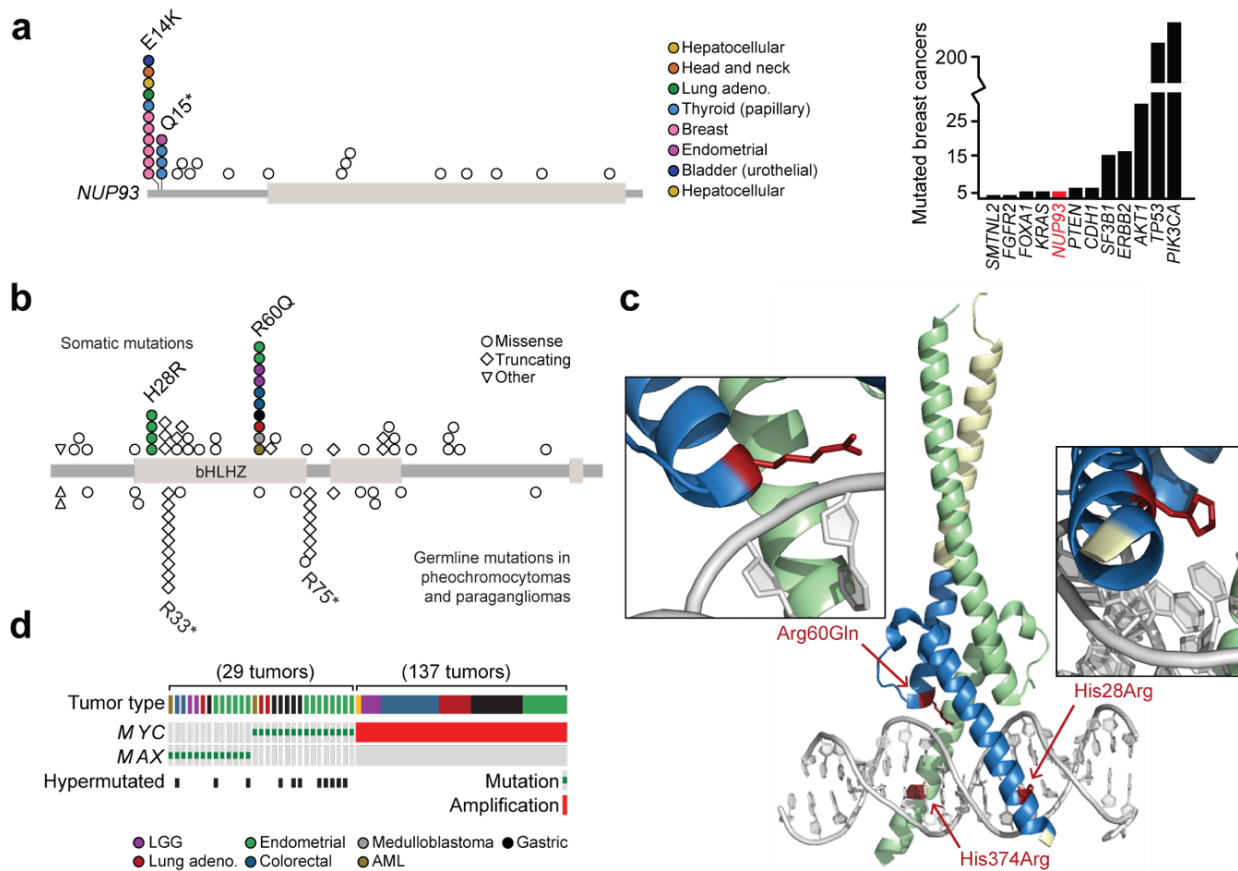 a
E14K
Q15*
NUP93
Hepatocellular
Head and neck
Lung adeno.
Thyroid (papillary)
Breast
Endometrial
Bladder (urothelial)
Hepatocellular
Mutated breast cancers
200
25
15
5
SMTNL2
FGFR2
FOXA1
KRAS
NUP93
PTEN
CDH1
SF3B1
ERBB2
AKT1
TP53
PIK3CA
b
Somatic mutations
H28R
R60Q
Missense
Truncating
Other
bHLHZ
R33*
R75*
Germline mutations in
pheochromocytomas
and paragangliomas
c
Arg60Gln
His28Arg
His374Arg
d
(29 tumors)
(137 tumors)
Tumor type
MYC
MAX
Hypermutated
Mutation
Amplification
LGG
Endometrial
Medulloblastoma
Gastric
Lung adeno.
Colorectal
AML